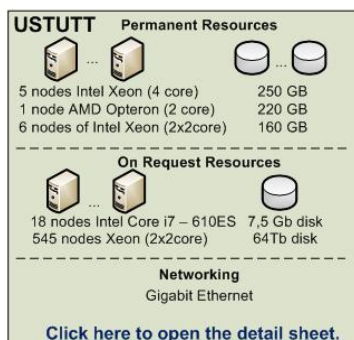 USTUTT Permanent Resources
... ...
5 nodes Intel Xeon (4 core) 250 GB
1 node AMD Opteron (2 core) 220 GB
6 nodes of Intel Xeon (2x2core) 160 GB
On Request Resources
...
18 nodes Intel Core i7 – 610ES 7,5 Gb disk
545 nodes Xeon (2x2core) 64Tb disk
Networking
Gigabit Ethernet
Click here to open the detail sheet.